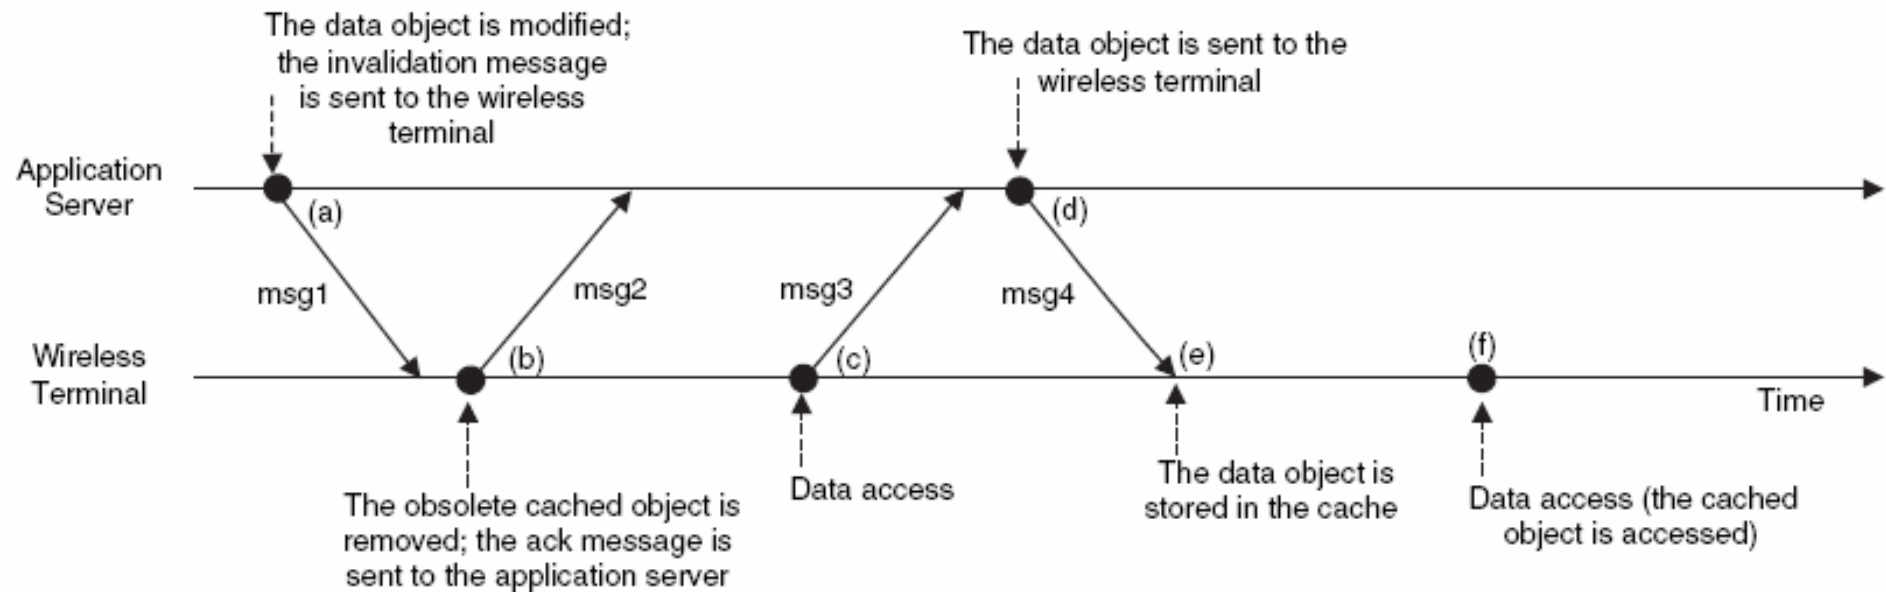 The data object is modified;
the invalidation message
is sent to the wireless
terminal
The data object is sent to the
wireless terminal
Application
Server
(a)
(d)
msg1
msg2
msg3
msg4
Wireless
Terminal
(b)
(c)
(e)
(f)
Time
The obsolete cached object is
removed; the ack message is
sent to the application server
Data access
The data object is
stored in the cache
Data access (the cached
object is accessed)